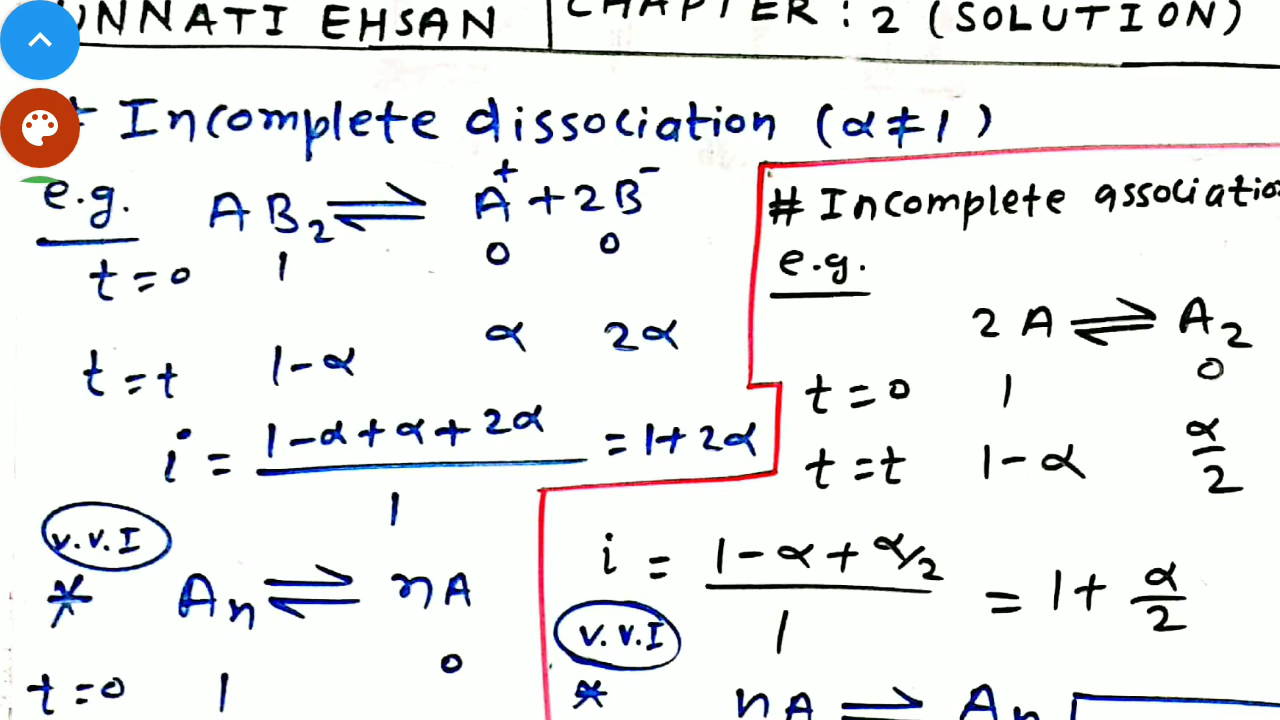 UNNATI EHSAN
CHAPTER : 2 (SOLUTION)
* Incomplete dissociation (α ≠ 1)
e.g. AB₂ ⇌ A⁺ + 2B⁻
t = 0 1 0 0
t = t 1-α α 2α
i = (1-α+α+2α)/1 = 1+2α
v.v.I
* Aₙ ⇌ nA
t = 0 1 0
# Incomplete associatio
e.g.
2A ⇌ A₂
t = 0 1 0
t = t 1-α α/2
i = (1-α+α/2)/1 = 1+ α/2
v.v.I
* nA ⇌ Aₙ